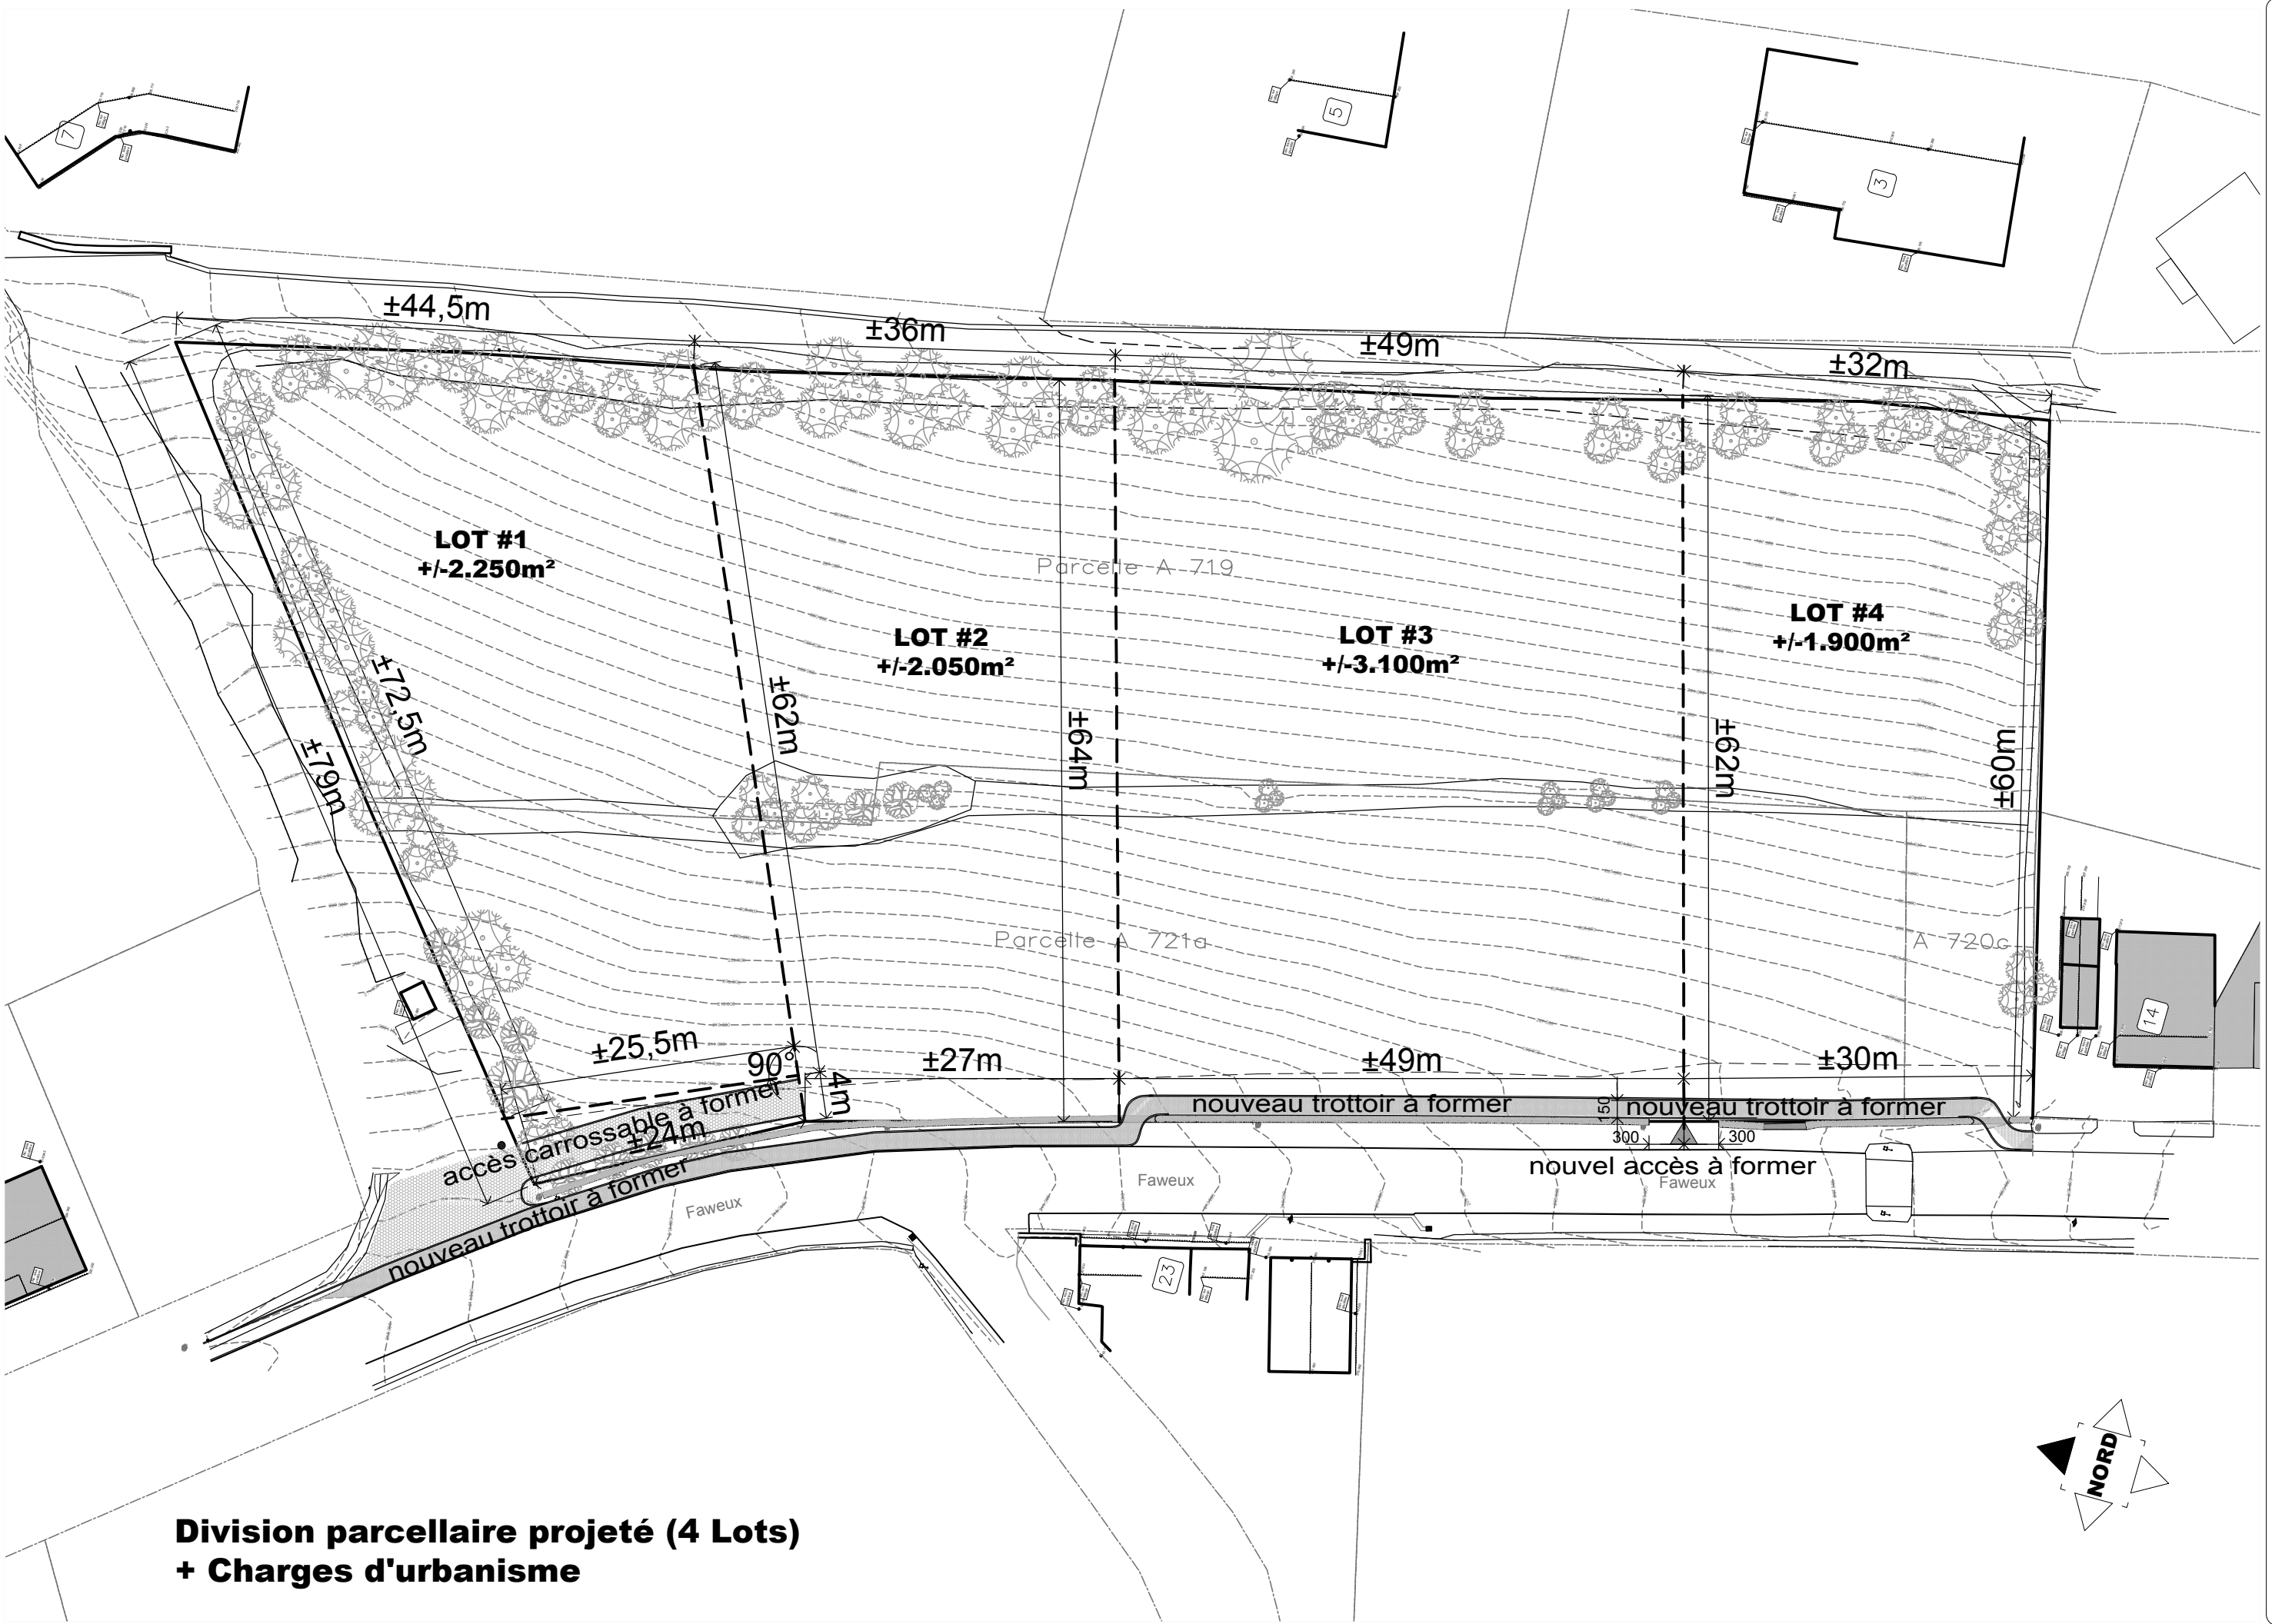 7
5
3
±44,5m
±36m
±49m
±32m
LOT #1
+/-2.250m²
Parcelle A 719
LOT #2
+/-2.050m²
LOT #3
+/-3.100m²
LOT #4
+/-1.900m²
±72,5m
±79m
±62m
±64m
±62m
±60m
Parcelle A 721a
A 720c
14
±25,5m
90°
4m
±27m
±49m
±30m
accès carrossable à former
±24m
nouveau trottoir à former
nouveau trottoir à former
150
nouveau trottoir à former
300
300
nouvel accès à former
Faweux
Faweux
Faweux
23
NORD
Division parcellaire projeté (4 Lots)
+ Charges d'urbanisme